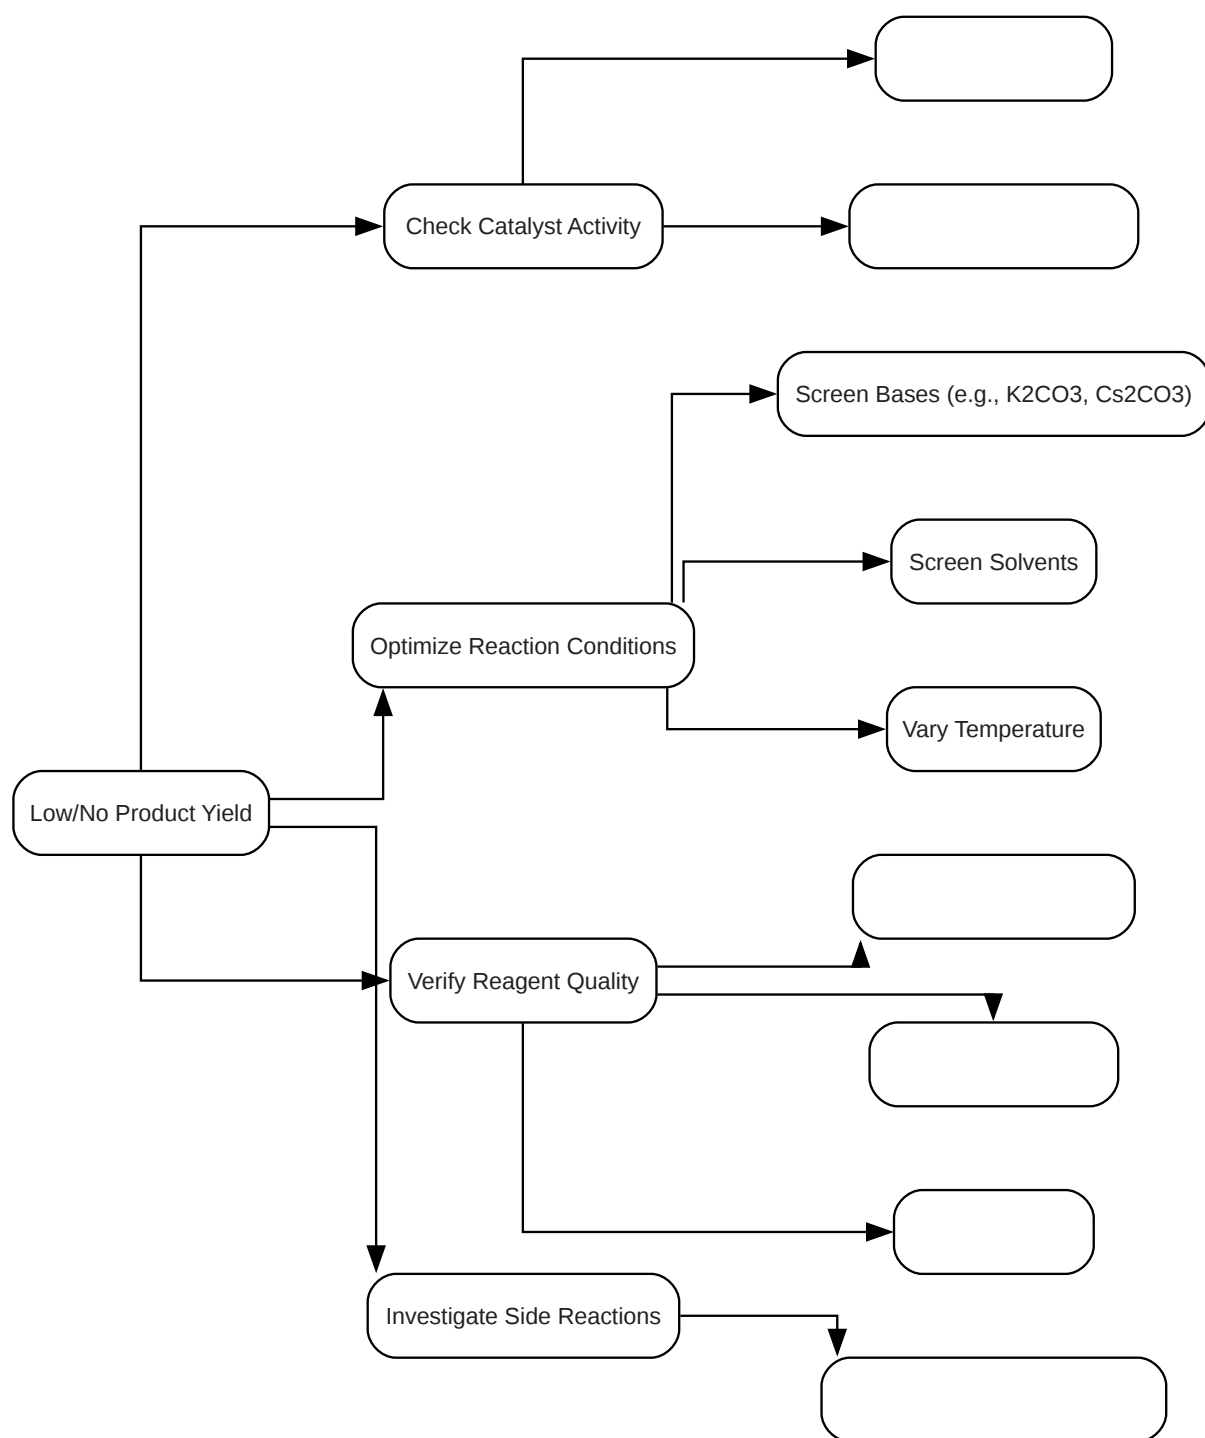 Check Catalyst Activity
Screen Bases (e.g., K2CO3, Cs2CO3)
Screen Solvents
Optimize Reaction Conditions
Vary Temperature
Low/No Product Yield
Verify Reagent Quality
Investigate Side Reactions